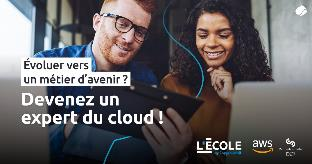 Évoluer vers
un métier d'avenir ?
Devenez un
expert du cloud !
L'ÉCOLE
aws